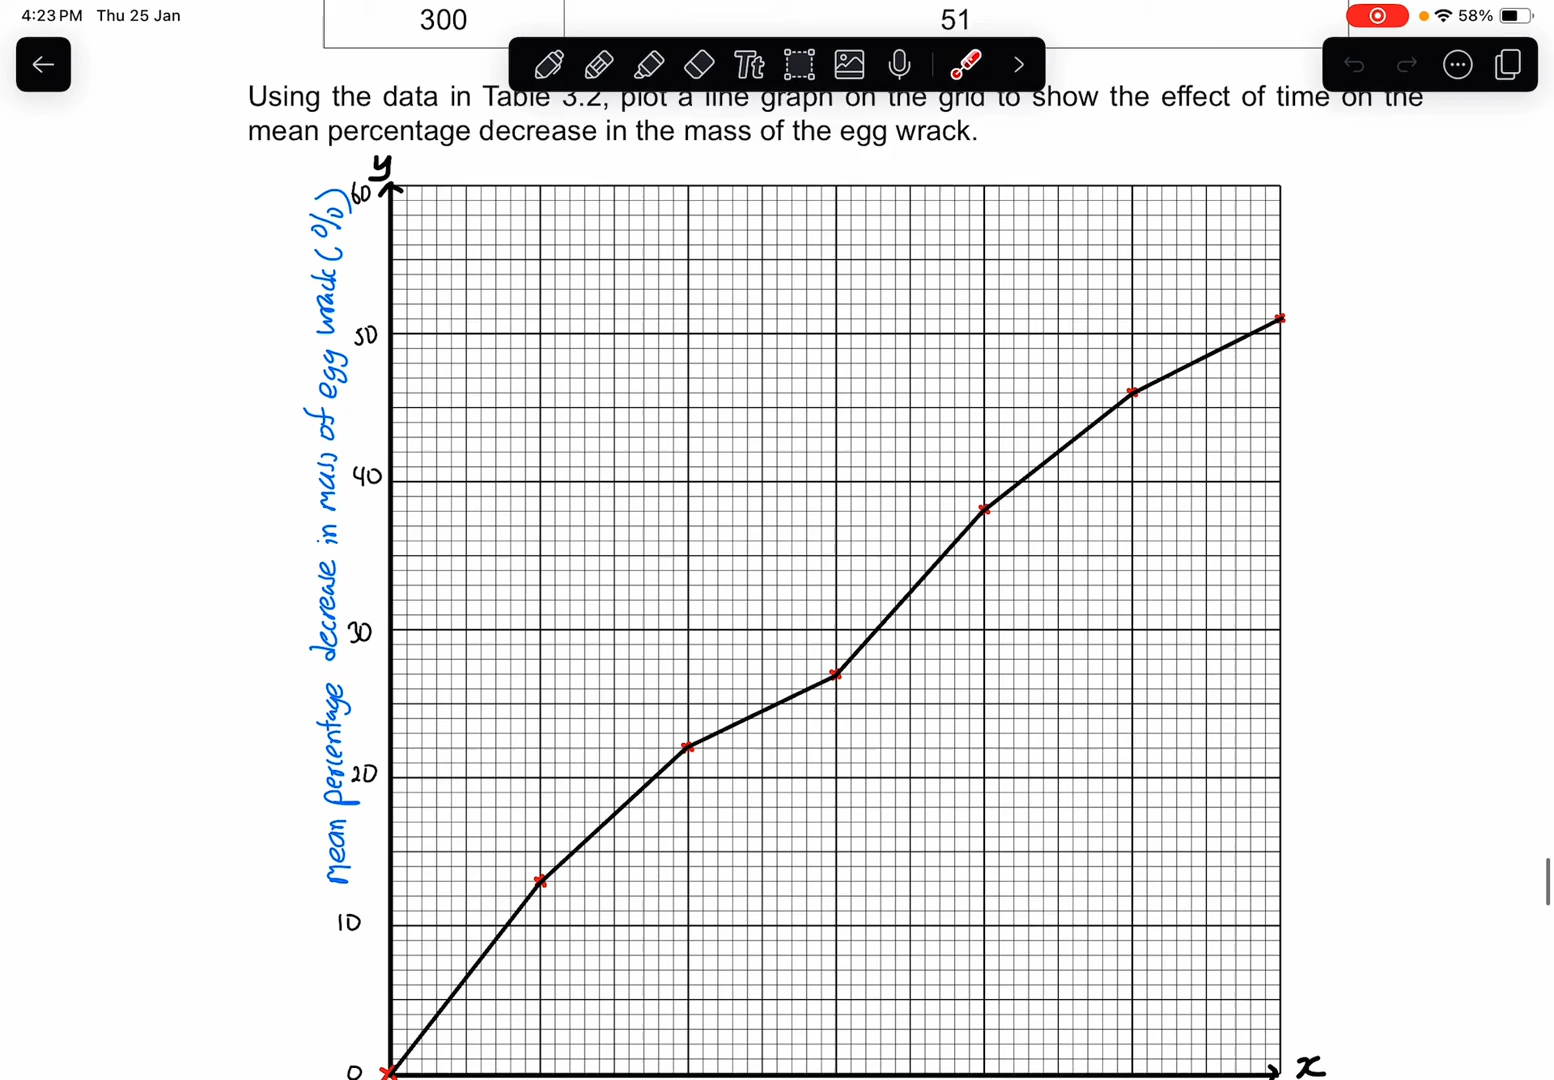 4:23 PM Thu 25 Jan
58%
300 51
Tt
Using the data in Table 3.2, plot a line graph on the grid to show the effect of time on the
mean percentage decrease in the mass of the egg wrack.
y
60
50
40
30
20
10
0
Mean percentage decrease in mass of egg wrack (%)
x